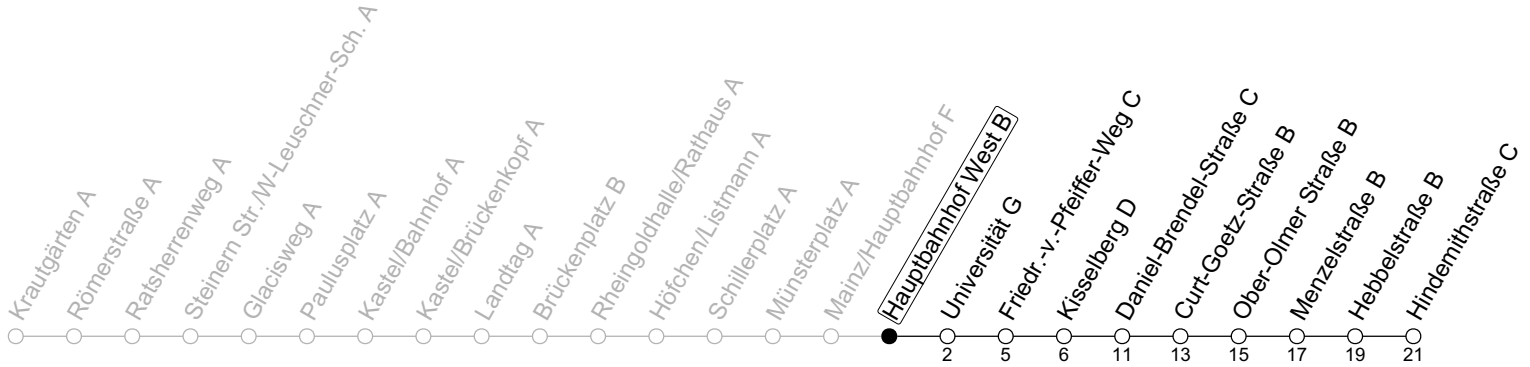 Krautgärten A
Römerstraße A
Ratsherrenweg A
Steinern Str./W-Leuschner-Sch. A
Glacisweg A
Paulusplatz A
Kastel/Bahnhof A
Kastel/Brückenkopf A
Landtag A
Brückenplatz B
Rheingoldhalle/Rathaus A
Höfchen/Listmann A
Schillerplatz A
Münsterplatz A
Mainz/Hauptbahnhof F
Hauptbahnhof West B
Universität G
Friedr.-v.-Pfeiffer-Weg C
Kisselberg D
Daniel-Brendel-Straße C
Curt-Goetz-Straße B
Ober-Olmer Straße B
Menzelstraße B
Hebbelstraße B
Hindemithstraße C
2 5 6 11 13 15 17 19 21